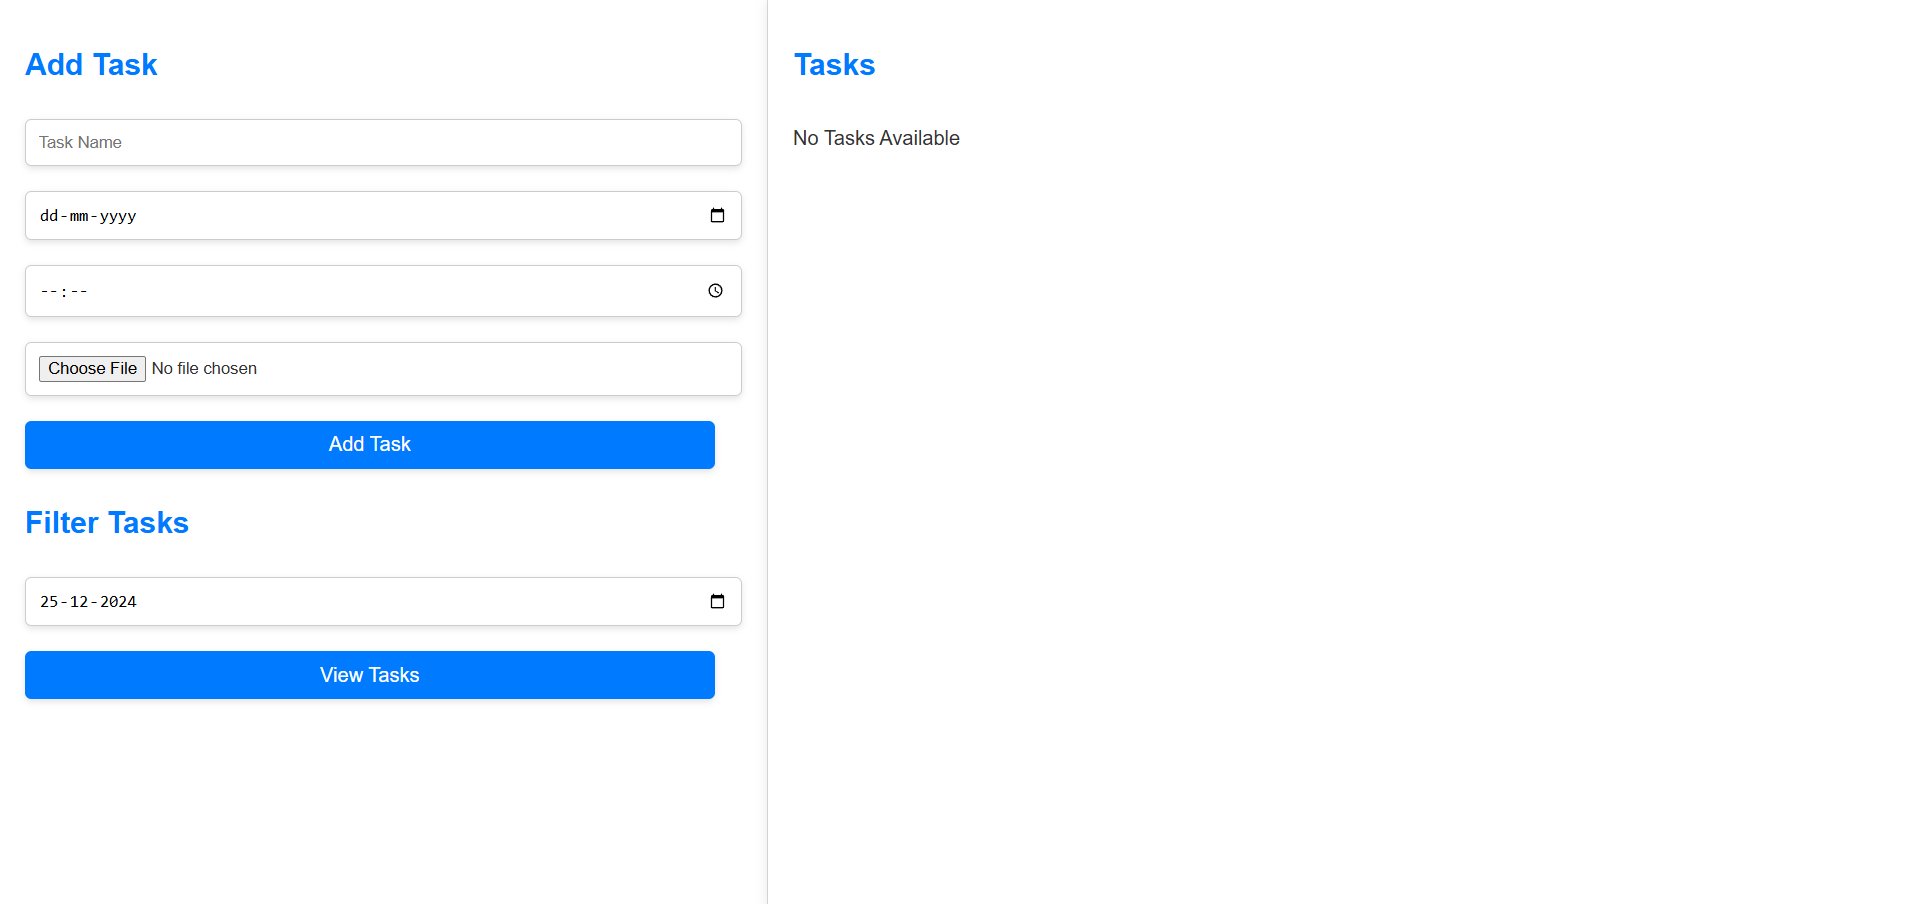 Add Task
Task Name
dd-mm-yyyy
--:--
Choose File No file chosen
Add Task
Filter Tasks
25-12-2024
View Tasks
Tasks
No Tasks Available